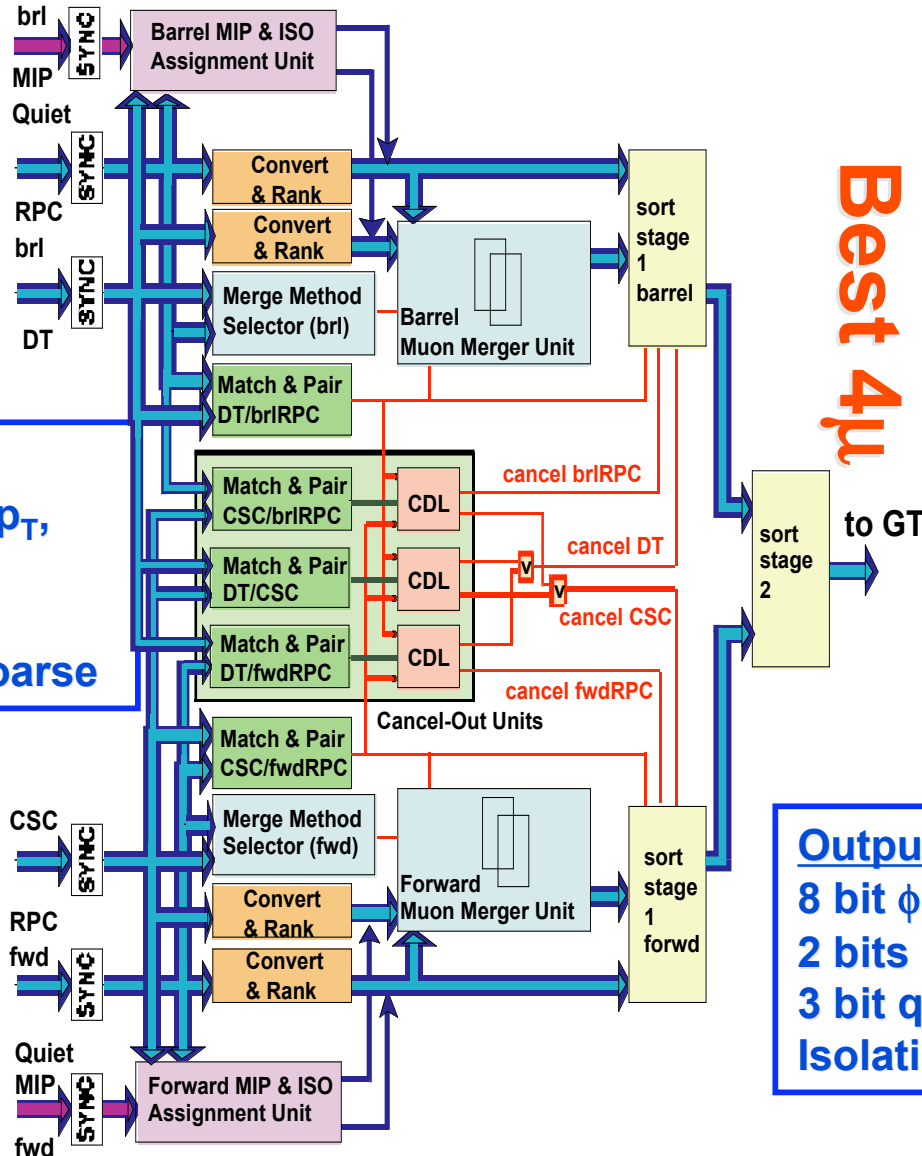 brl
SYNC
MIP
Quiet
Barrel MIP & ISO
Assignment Unit
SYNC
RPC
brl
SYNC
DT
Convert
& Rank
Convert
& Rank
Merge Method
Selector (brl)
Match & Pair
DT/brlRPC
Barrel
Muon Merger Unit
sort
stage
1
barrel
Best 4μ
pT,
oarse
Match & Pair
CSC/brlRPC
Match & Pair
DT/CSC
Match & Pair
DT/fwdRPC
CDL
CDL
CDL
cancel brlRPC
cancel DT
V
V
cancel CSC
cancel fwdRPC
Cancel-Out Units
sort
stage
2
to GT
Match & Pair
CSC/fwdRPC
CSC
SYNC
Merge Method
Selector (fwd)
Forward
Muon Merger Unit
sort
stage
1
forwd
RPC
fwd
SYNC
Convert
& Rank
Convert
& Rank
Quiet
MIP
fwd
SYNC
Forward MIP & ISO
Assignment Unit
Outpu
8 bit ϕ
2 bits
3 bit q
Isolati